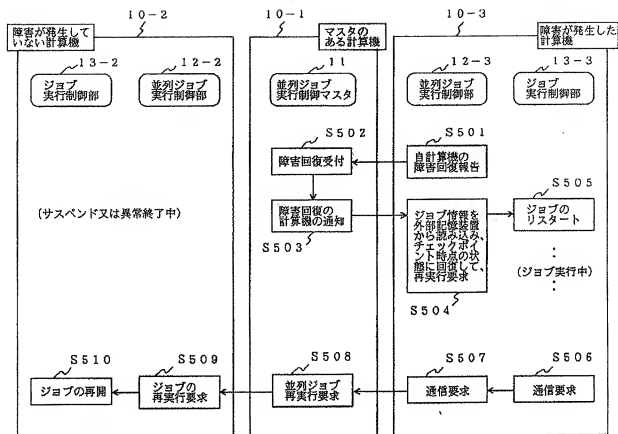 10-2
10-1
10-3
障害が発生して
いない計算機
マスタの
ある計算機
障害が発生した
計算機
13-2
12-2
11
12-3
13-3
ジョブ
実行制御部
並列ジョブ
実行制御部
並列ジョブ
実行制御マスタ
並列ジョブ
実行制御部
ジョブ
実行制御部
S502
S501
障害回復受付
自計算機の
障害回復報告
S505
(サスペンド又は異常終了中)
障害回復の
計算機の通知
S503
ジョブ情報を
外部記憶装置
から読み込み、
チェックポイ
ント時点の状
態に回復して、
再実行要求
S504
ジョブの
リスタート
(ジョブ実行中)
S510
S509
S508
S507
S506
ジョブの再開
ジョブの
再実行要求
並列ジョブ
再実行要求
通信要求
通信要求